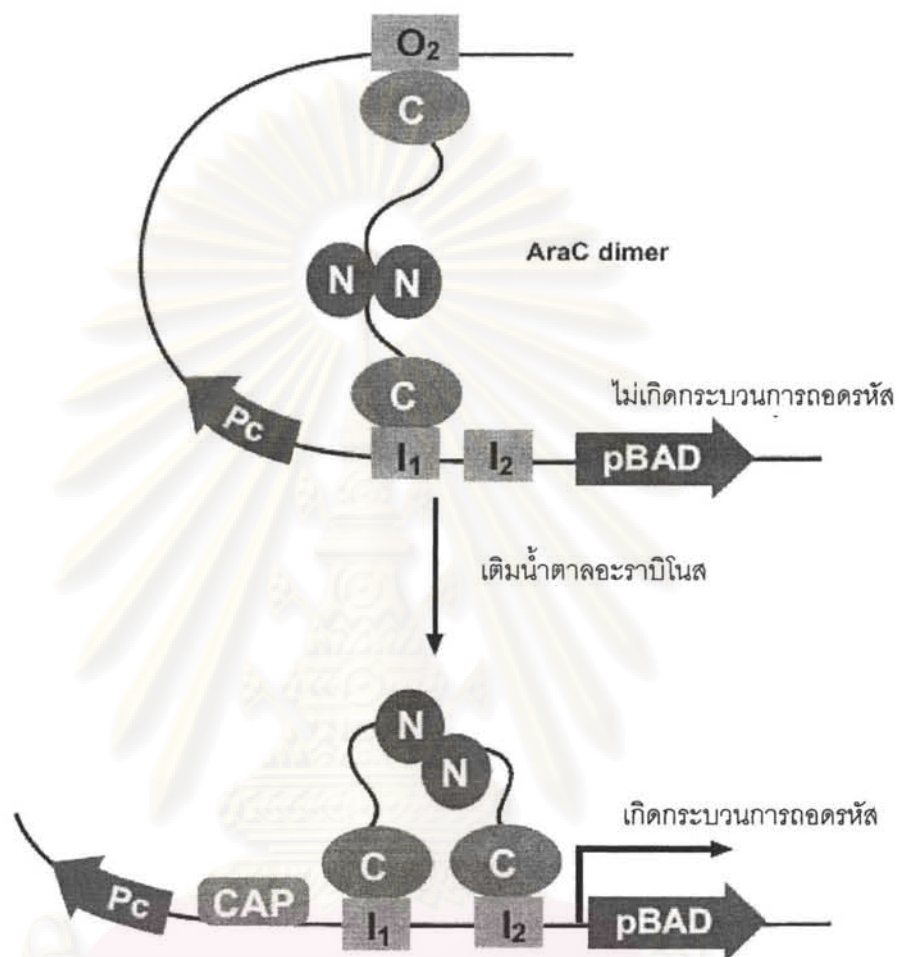 O₂
C
N N
AraC dimer
C
ไม่เกิดกระบวนการถอดรหัส
Pc
I₁ I₂ pBAD
เติมน้ำตาลอะราบิโนส
N
N
เกิดกระบวนการถอดรหัส
C C
Pc CAP I₁ I₂ pBAD